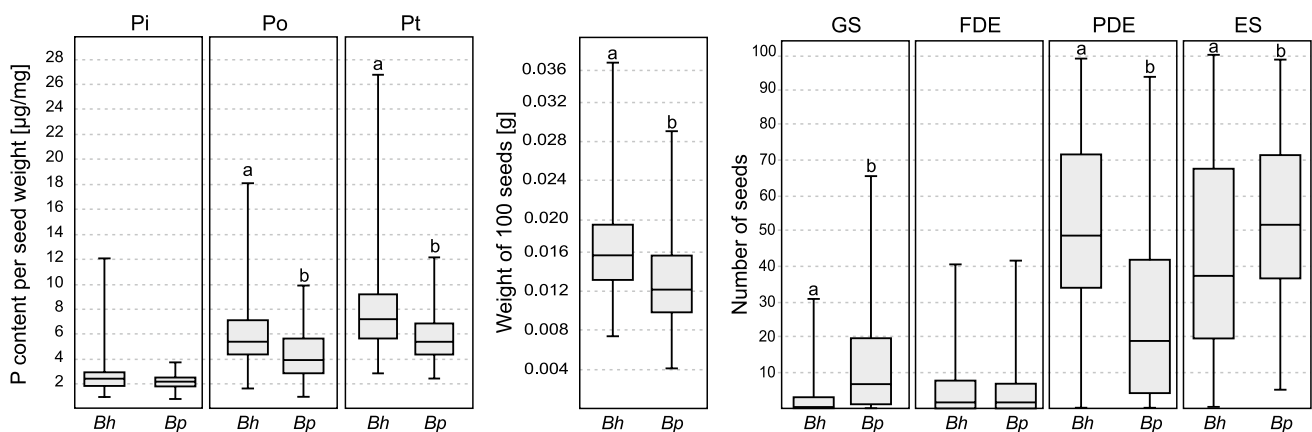 Pi Po Pt
P content per seed weight [µg/mg]
28
26
24
22
20
18
16
14
12
10
8
6
4
2
a
b
a
b
Bh Bp Bh Bp Bh Bp
Weight of 100 seeds [g]
0.036
0.032
0.028
0.024
0.020
0.016
0.012
0.008
0.004
a
b
Bh Bp
GS FDE PDE ES
Number of seeds
100
90
80
70
60
50
40
30
20
10
a
b
a
b
a
b
Bh Bp Bh Bp Bh Bp Bh Bp